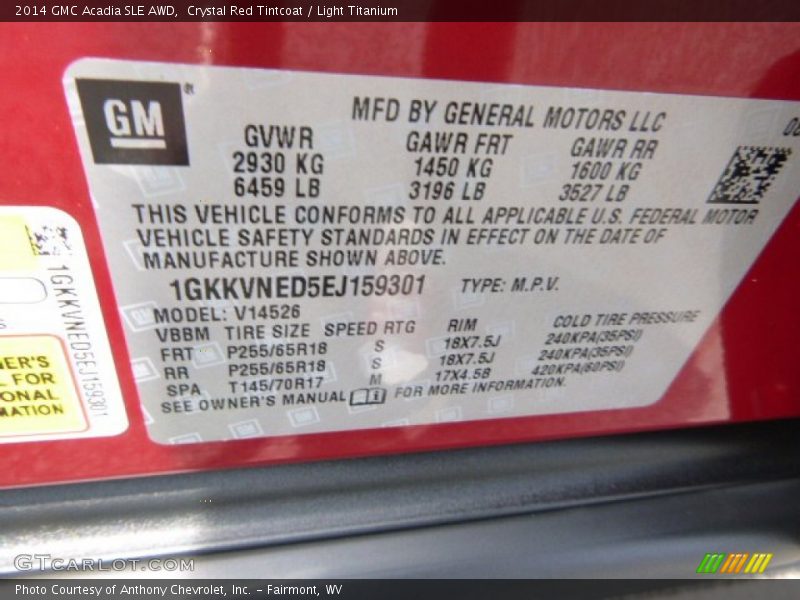 2014 GMC Acadia SLE AWD, Crystal Red Tintcoat / Light Titanium
GM
MFD BY GENERAL MOTORS LLC
GVWR GAWR FRT GAWR RR
2930 KG 1450 KG 1600 KG
6459 LB 3196 LB 3527 LB
THIS VEHICLE CONFORMS TO ALL APPLICABLE U.S. FEDERAL MOTOR
VEHICLE SAFETY STANDARDS IN EFFECT ON THE DATE OF
MANUFACTURE SHOWN ABOVE.
1GKKVNED5EJ159301 TYPE: M.P.V.
MODEL: V14526
VBBM TIRE SIZE SPEED RTG RIM COLD TIRE PRESSURE
FRT P255/65R18 S 18X7.5J 240KPA(35PSI)
RR P255/65R18 S 18X7.5J 240KPA(35PSI)
SPA T145/70R17 M 17X4.5B 420KPA(60PSI)
SEE OWNER'S MANUAL FOR MORE INFORMATION.
1GKKVNED5EJ159301
NER'S
L FOR
ONAL
MATION
GTcarlot.com
Photo Courtesy of Anthony Chevrolet, Inc. - Fairmont, WV